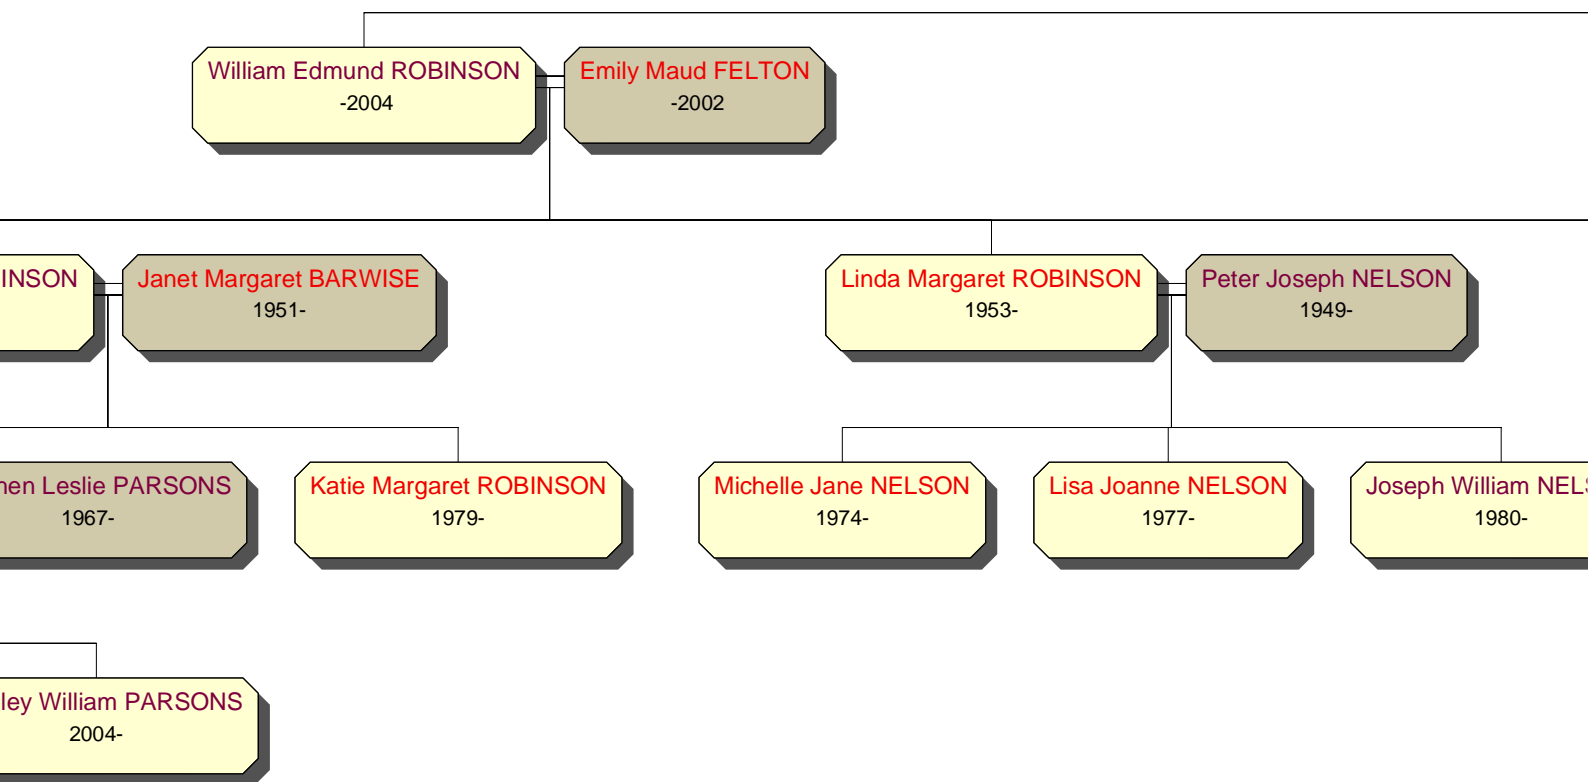 William Edmund ROBINSON
-2004
Emily Maud FELTON
-2002
INSON
Janet Margaret BARWISE
1951-
Linda Margaret ROBINSON
1953-
Peter Joseph NELSON
1949-
hen Leslie PARSONS
1967-
Katie Margaret ROBINSON
1979-
Michelle Jane NELSON
1974-
Lisa Joanne NELSON
1977-
Joseph William NELS
1980-
ley William PARSONS
2004-